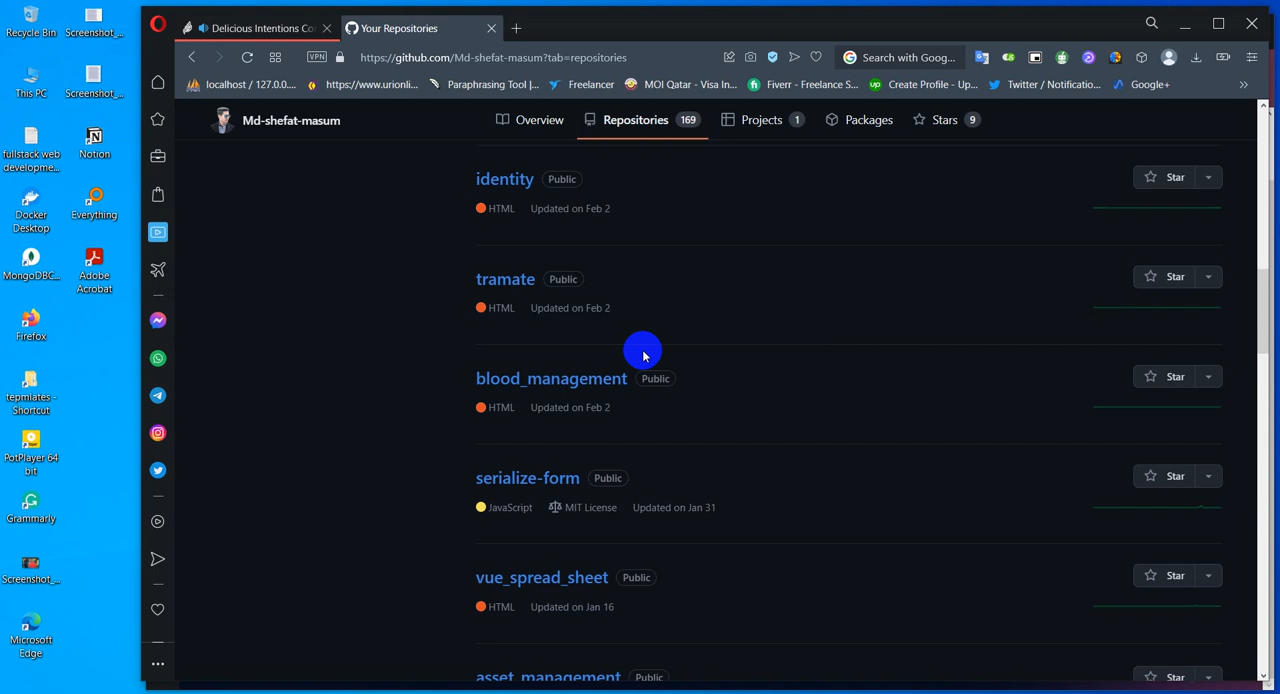 Recycle Bin
Screenshot_...
This PC
Screenshot_...
fullstack web
developme...
Notion
Docker
Desktop
Everything
MongoDBC...
Adobe
Acrobat
Firefox
tepmlates -
Shortcut
PotPlayer 64
bit
Grammarly
Screenshot_...
Microsoft
Edge
Delicious Intentions Co
Your Repositories
VPN
https://github.com/Md-shefat-masum?tab=repositories
Search with Goog...
localhost / 127.0.0....
https://www.urionli...
Paraphrasing Tool |...
Freelancer
MOI Qatar - Visa In...
Fiverr - Freelance S...
up Create Profile - Up...
Twitter / Notificatio...
Google+
Md-shefat-masum
Overview
Repositories 169
Projects 1
Packages
Stars 9
identity Public
Star
HTML Updated on Feb 2
tramate Public
Star
HTML Updated on Feb 2
blood_management Public
Star
HTML Updated on Feb 2
serialize-form Public
Star
JavaScript MIT License Updated on Jan 31
vue_spread_sheet Public
Star
HTML Updated on Jan 16
asset_management Public
Star